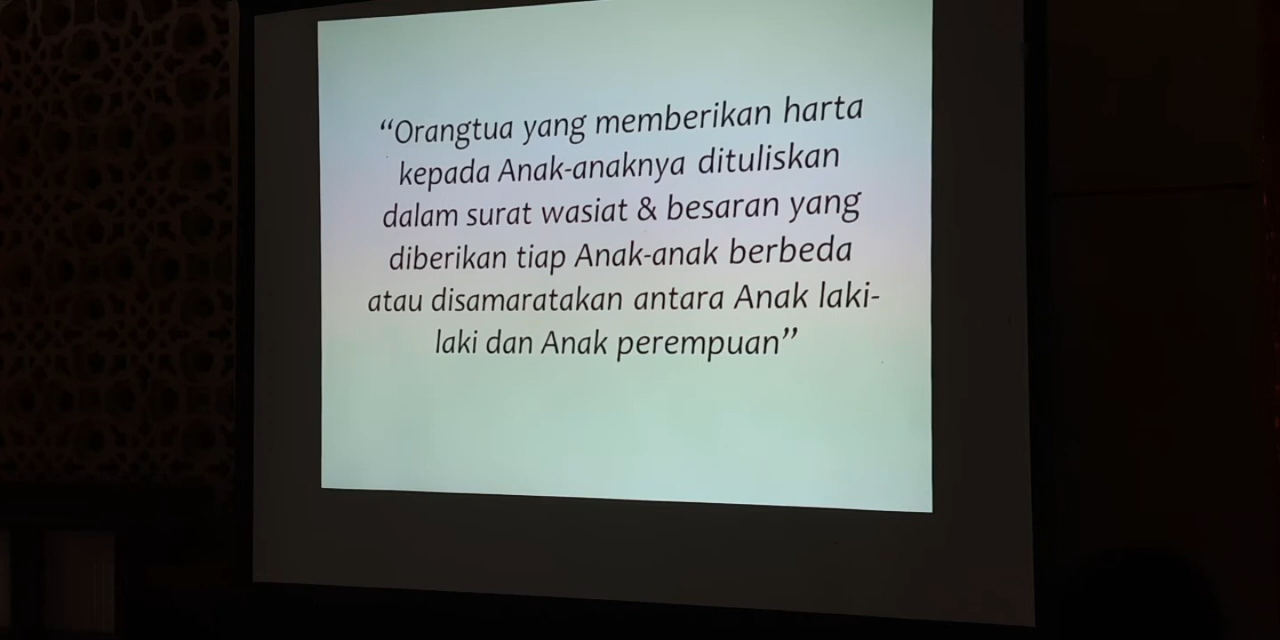 “Orangtua yang memberikan harta
kepada Anak-anaknya dituliskan
dalam surat wasiat & besaran yang
diberikan tiap Anak-anak berbeda
atau disamaratakan antara Anak laki-
laki dan Anak perempuan”